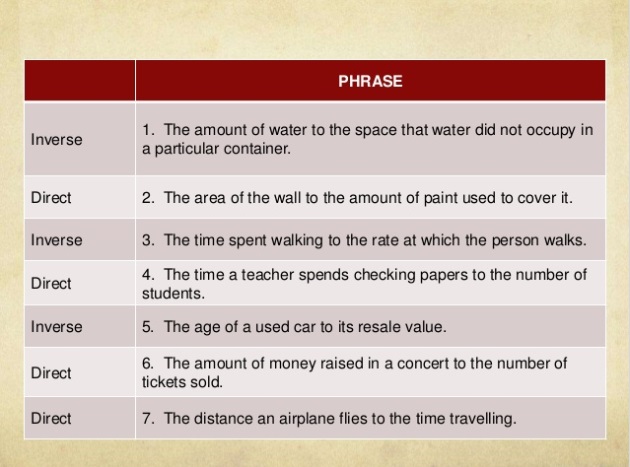 PHRASE
Inverse
1. The amount of water to the space that water did not occupy in
a particular container.
Direct
2. The area of the wall to the amount of paint used to cover it.
Inverse
3. The time spent walking to the rate at which the person walks.
Direct
4. The time a teacher spends checking papers to the number of
students.
Inverse
5. The age of a used car to its resale value.
Direct
6. The amount of money raised in a concert to the number of
tickets sold.
Direct
7. The distance an airplane flies to the time travelling.